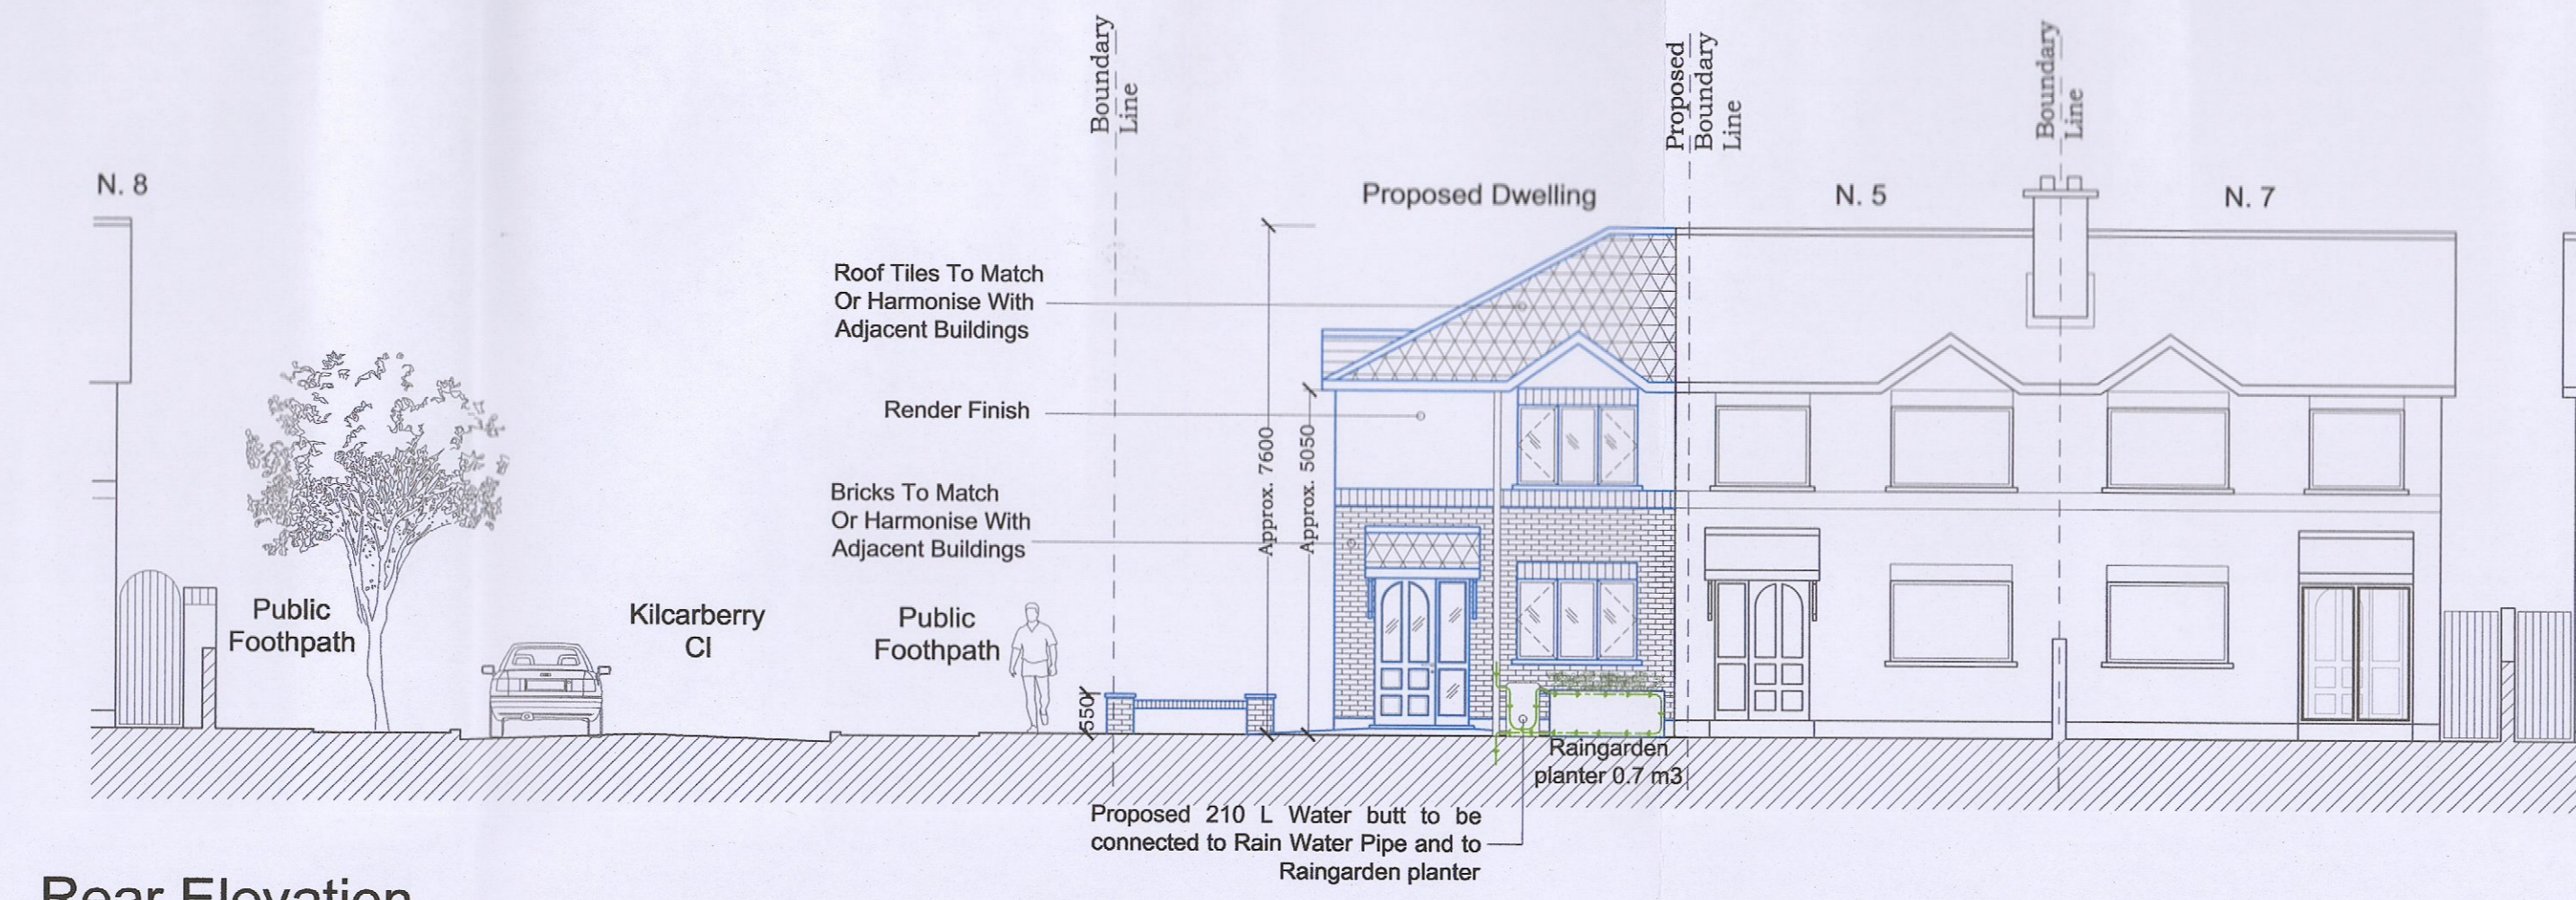 Boundary
Line
Proposed
Boundary
Line
Boundary
Line
N. 8
Proposed Dwelling
N. 5
N. 7
Roof Tiles To Match
Or Harmonise With
Adjacent Buildings
Render Finish
Approx. 7600
Approx. 5050
Bricks To Match
Or Harmonise With
Adjacent Buildings
Public
Foothpath
Kilcarberry
Cl
Public
Foothpath
550
Raingarden
planter 0.7 m3
Proposed 210 L Water butt to be
connected to Rain Water Pipe and to
Raingarden planter
Rear Elevation